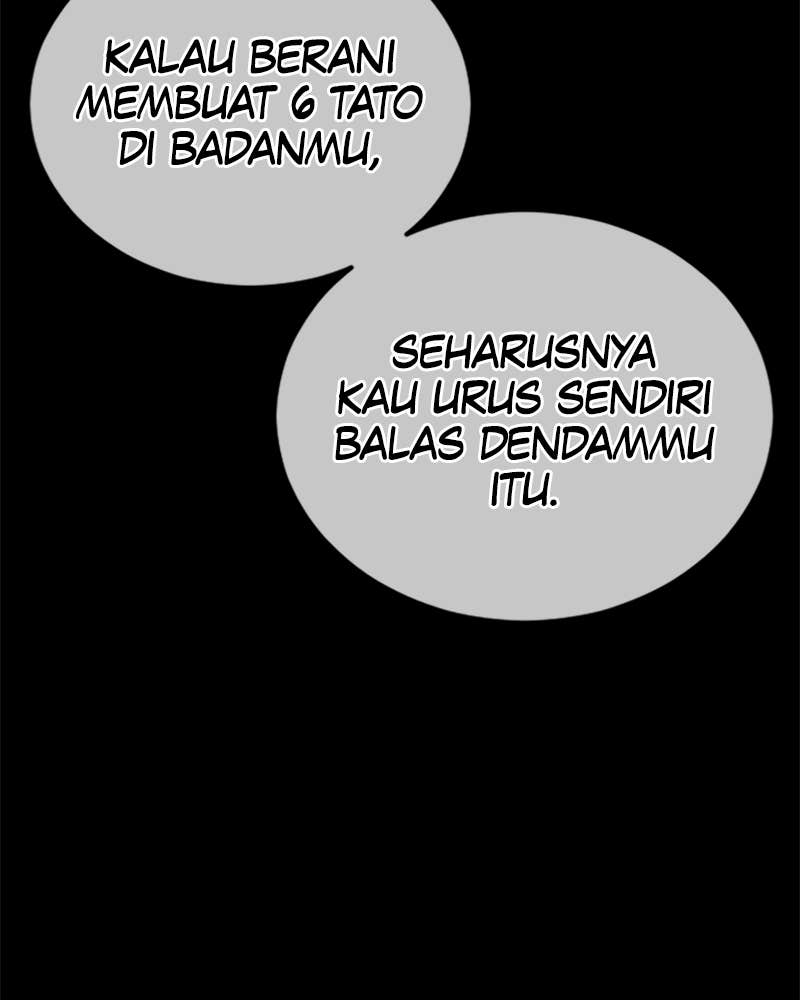 KALAU BERANI
MEMBUAT 6 TATO
DI BADANMU,
SEHARUSNYA
KAU URUS SENDIRI
BALAS DENDAMMU
ITU.